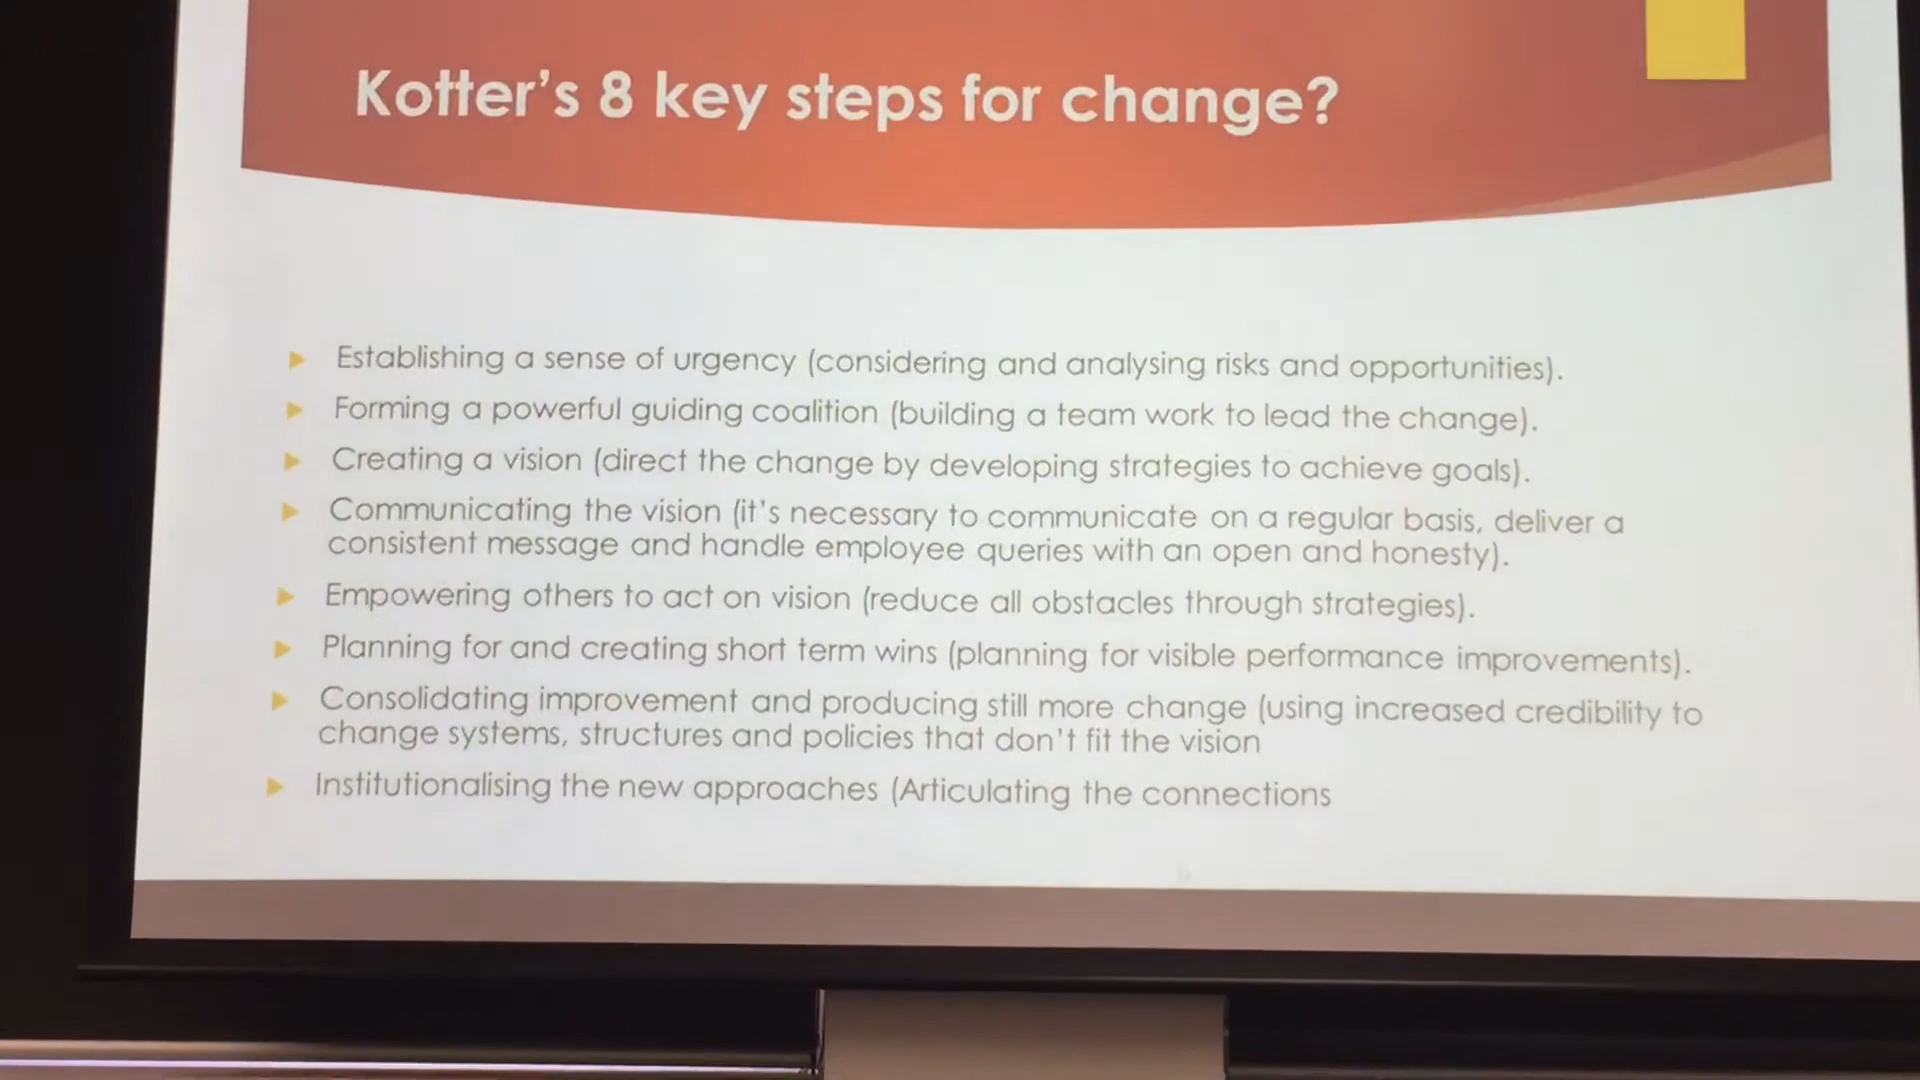 Kotter's 8 key steps for change?
Establishing a sense of urgency (considering and analysing risks and opportunities).
Forming a powerful guiding coalition (building a team work to lead the change).
Creating a vision (direct the change by developing strategies to achieve goals).
Communicating the vision (it's necessary to communicate on a regular basis, deliver a
consistent message and handle employee queries with an open and honesty).
Empowering others to act on vision (reduce all obstacles through strategies).
Planning for and creating short term wins (planning for visible performance improvements).
Consolidating improvement and producing still more change (using increased credibility to
change systems, structures and policies that don't fit the vision
Institutionalising the new approaches (Articulating the connections